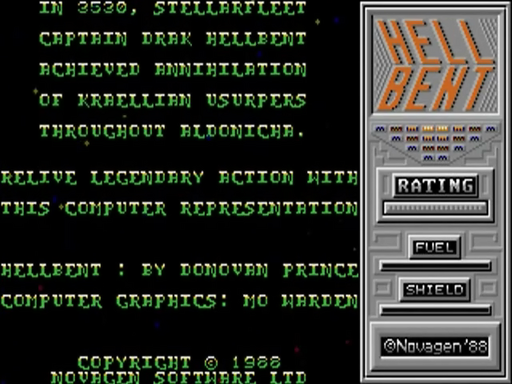 IN 3530, STELLARFLEET
CAPTAIN DRAK HELLBENT
ACHIEVED ANNIHILATION
OF KRAELLIAN USURPERS
THROUGHOUT ALDONICHA.
RELIVE LEGENDARY ACTION WITH
THIS COMPUTER REPRESENTATION
HELLBENT : BY DONOVAN PRINCE
COMPUTER GRAPHICS: MO WARDEN
COPYRIGHT © 1988
NOVAGEN SOFTWARE LTD
HELL
BENT
RATING
FUEL
SHIELD
©Novagen'88